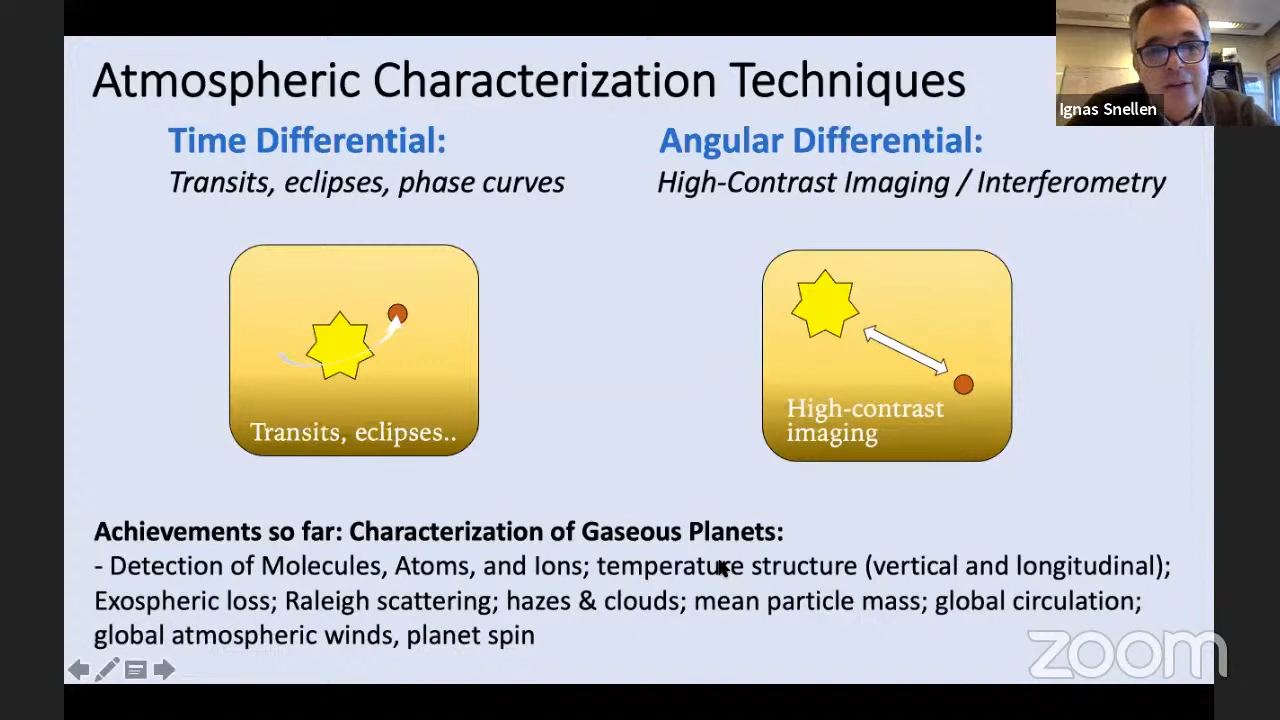 Atmospheric Characterization Techniques
Ignas Snellen
Time Differential:
Transits, eclipses, phase curves
Angular Differential:
High-Contrast Imaging / Interferometry
Transits, eclipses..
High-contrast
imaging
Achievements so far: Characterization of Gaseous Planets:
- Detection of Molecules, Atoms, and Ions; temperature structure (vertical and longitudinal);
Exospheric loss; Raleigh scattering; hazes & clouds; mean particle mass; global circulation;
global atmospheric winds, planet spin
zoom